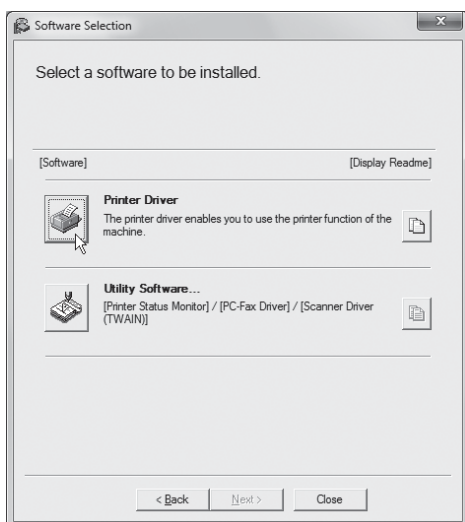 Software Selection
x
Select a software to be installed.
[Software] [Display Readme]
Printer Driver
The printer driver enables you to use the printer function of the
machine.
Utility Software...
[Printer Status Monitor] / [PC-Fax Driver] / [Scanner Driver
(TWAIN)]
< Back Next > Close